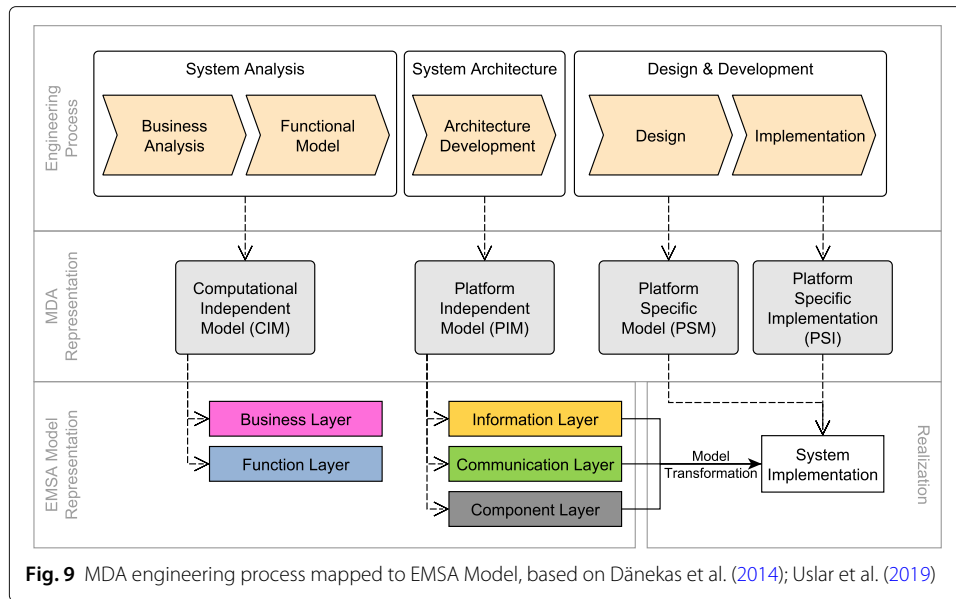 Engineering
Process
System Analysis
Business
Analysis
Functional
Model
System Architecture
Architecture
Development
Design & Development
Design
Implementation
MDA
Representation
Computational
Independent
Model (CIM)
Platform
Independent
Model (PIM)
Platform
Specific
Model (PSM)
Platform
Specific
Implementation
(PSI)
EMSA Model
Representation
Business Layer
Function Layer
Information Layer
Communication Layer
Component Layer
Model
Transformation
System
Implementation
Realization
Fig. 9 MDA engineering process mapped to EMSA Model, based on Dänekas et al. (2014); Uslar et al. (2019)